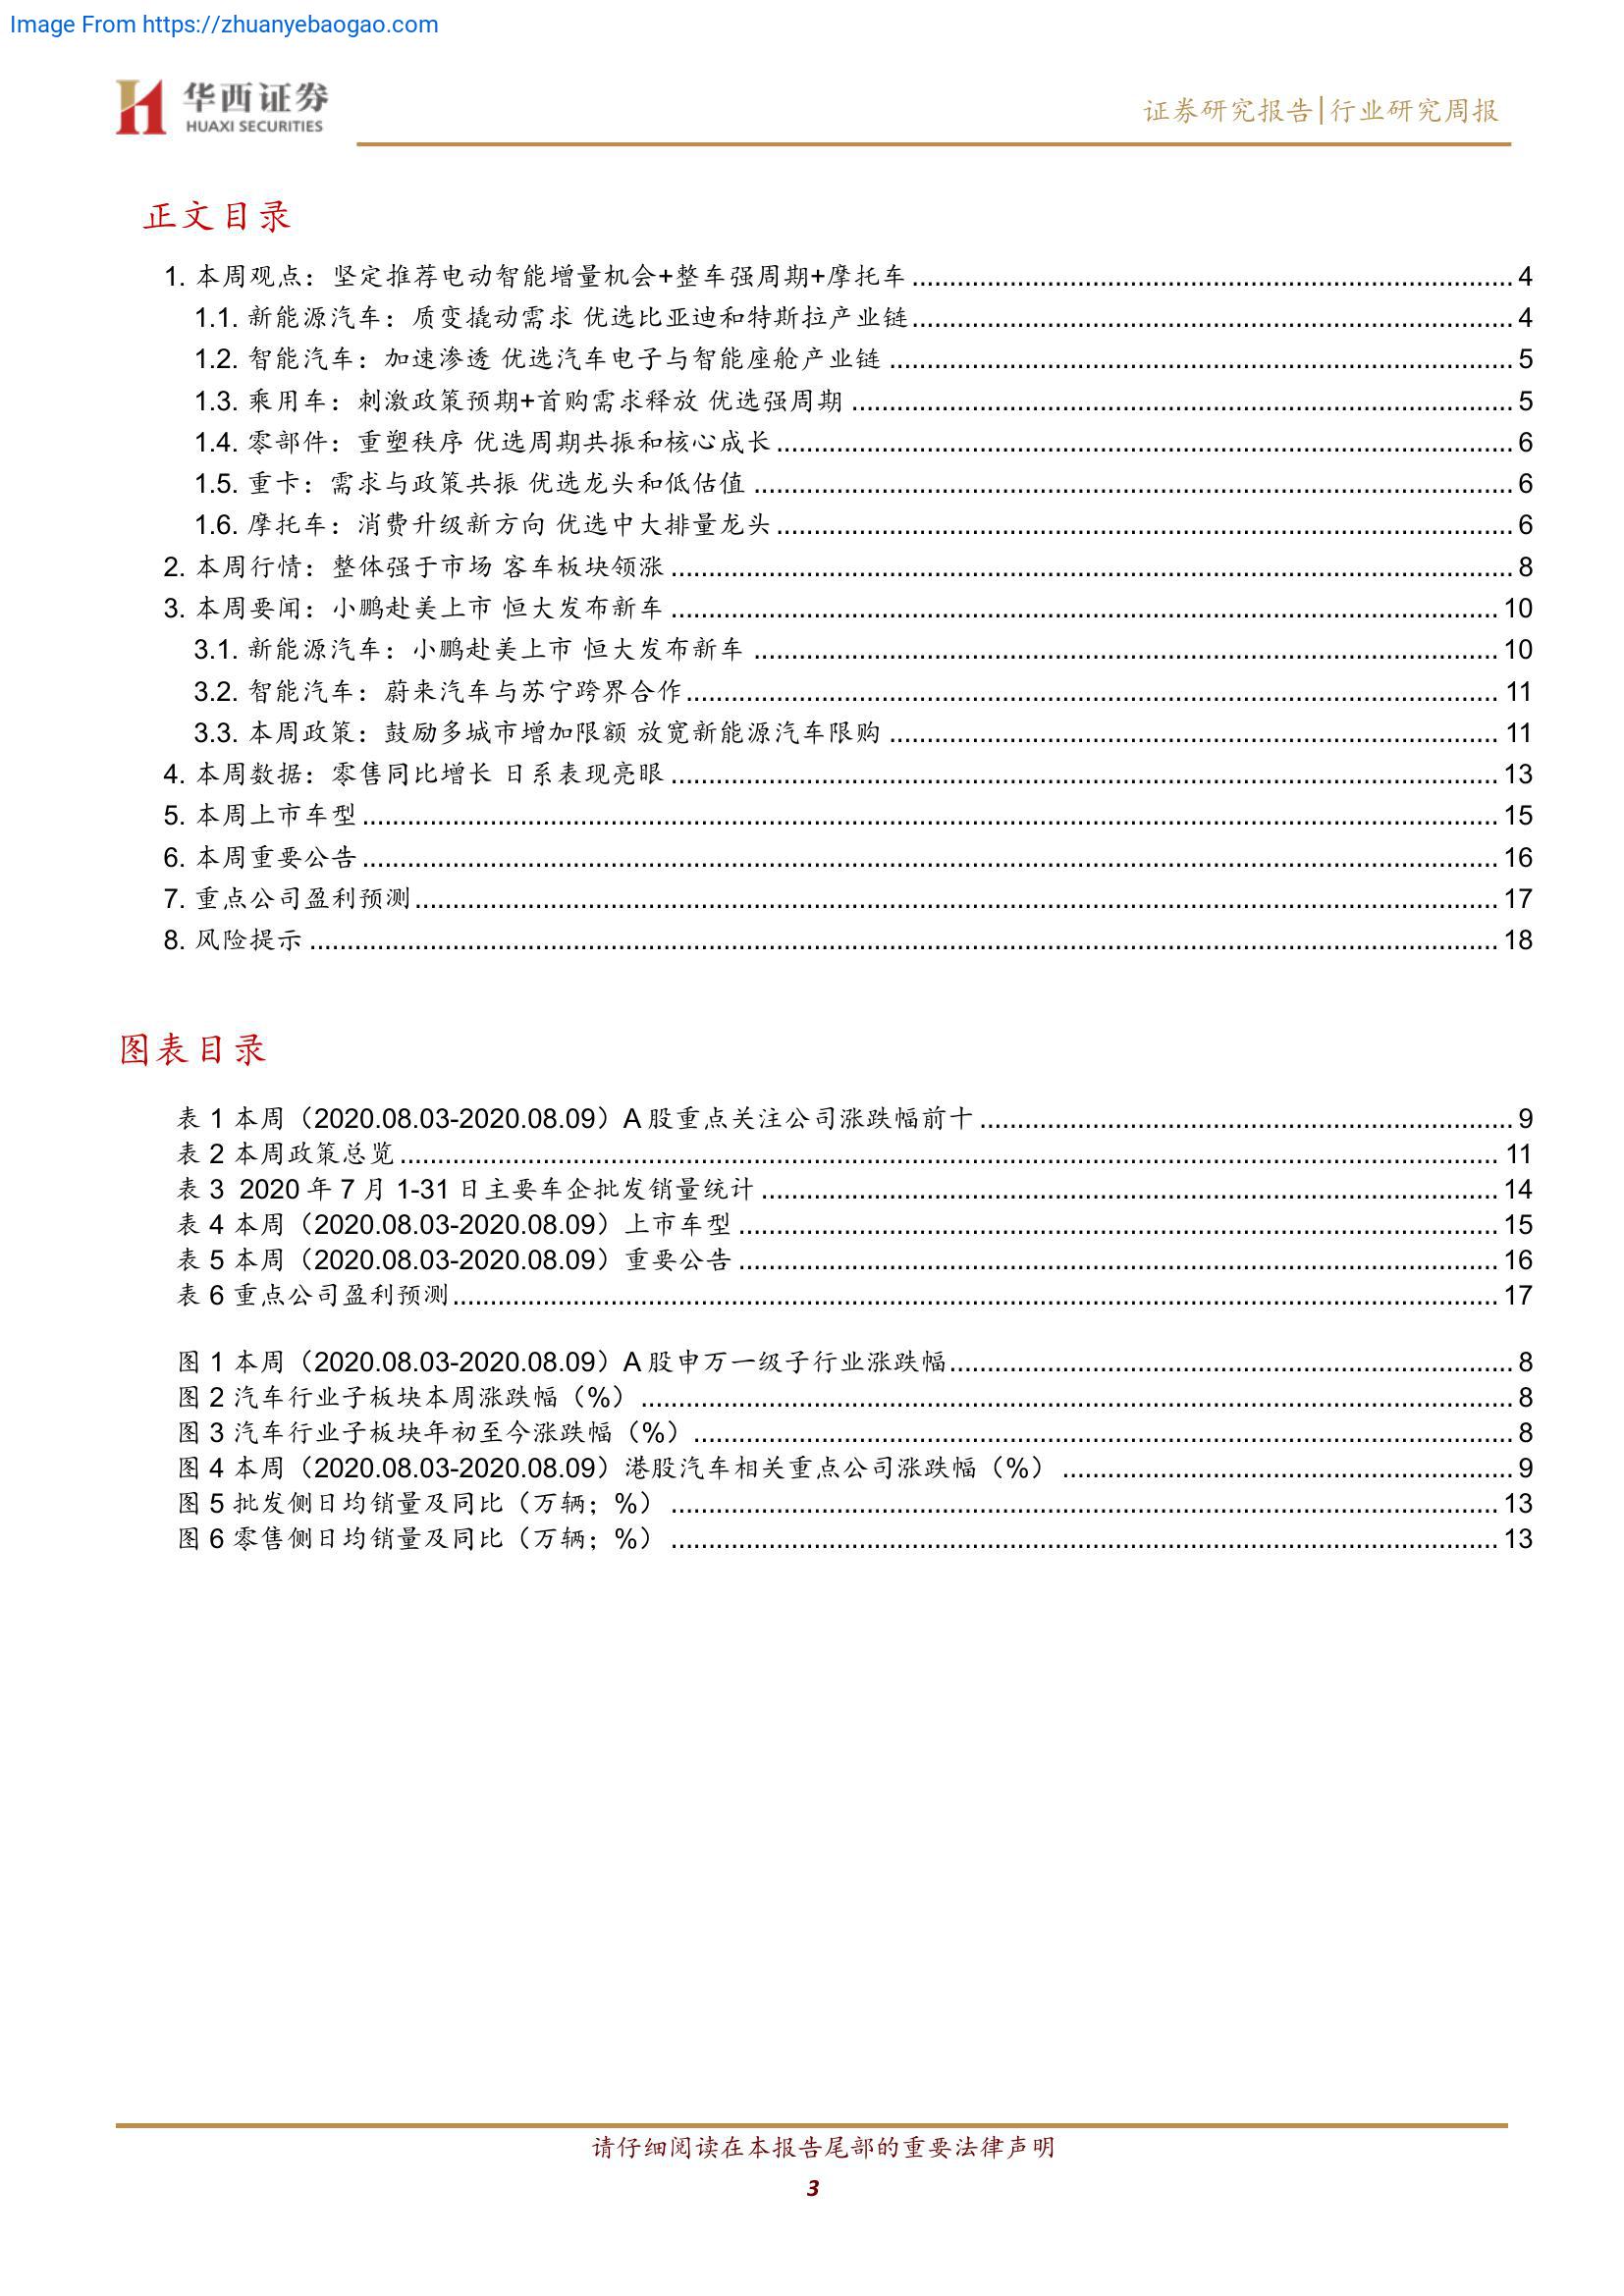 Image From https://zhuanyebaogao.com
华西证券
HUAXI SECURITIES
证券研究报告|行业研究周报
正文目录
1. 本周观点：坚定推荐电动智能增量机会+整车强周期+摩托车 4
1.1. 新能源汽车：质变撬动需求 优选比亚迪和特斯拉产业链 4
1.2. 智能汽车：加速渗透 优选汽车电子与智能座舱产业链 5
1.3. 乘用车：刺激政策预期+首购需求释放 优选强周期 5
1.4. 零部件：重塑秩序 优选周期共振和核心成长 6
1.5. 重卡：需求与政策共振 优选龙头和低估值 6
1.6. 摩托车：消费升级新方向 优选中大排量龙头 6
2. 本周行情：整体强于市场 客车板块领涨 8
3. 本周要闻：小鹏赴美上市 恒大发布新车 10
3.1. 新能源汽车：小鹏赴美上市 恒大发布新车 10
3.2. 智能汽车：蔚来汽车与苏宁跨界合作 11
3.3. 本周政策：鼓励多城市增加限额 放宽新能源汽车限购 11
4. 本周数据：零售同比增长 日系表现亮眼 13
5. 本周上市车型 15
6. 本周重要公告 16
7. 重点公司盈利预测 17
8. 风险提示 18
图表目录
表 1 本周（2020.08.03-2020.08.09）A 股重点关注公司涨跌幅前十 9
表 2 本周政策总览 11
表 3 2020 年 7 月 1-31 日主要车企批发销量统计 14
表 4 本周（2020.08.03-2020.08.09）上市车型 15
表 5 本周（2020.08.03-2020.08.09）重要公告 16
表 6 重点公司盈利预测 17
图 1 本周（2020.08.03-2020.08.09）A 股申万一级子行业涨跌幅 8
图 2 汽车行业子板块本周涨跌幅（%） 8
图 3 汽车行业子板块年初至今涨跌幅（%） 8
图 4 本周（2020.08.03-2020.08.09）港股汽车相关重点公司涨跌幅（%） 9
图 5 批发侧日均销量及同比（万辆；%） 13
图 6 零售侧日均销量及同比（万辆；%） 13
请仔细阅读在本报告尾部的重要法律声明
3